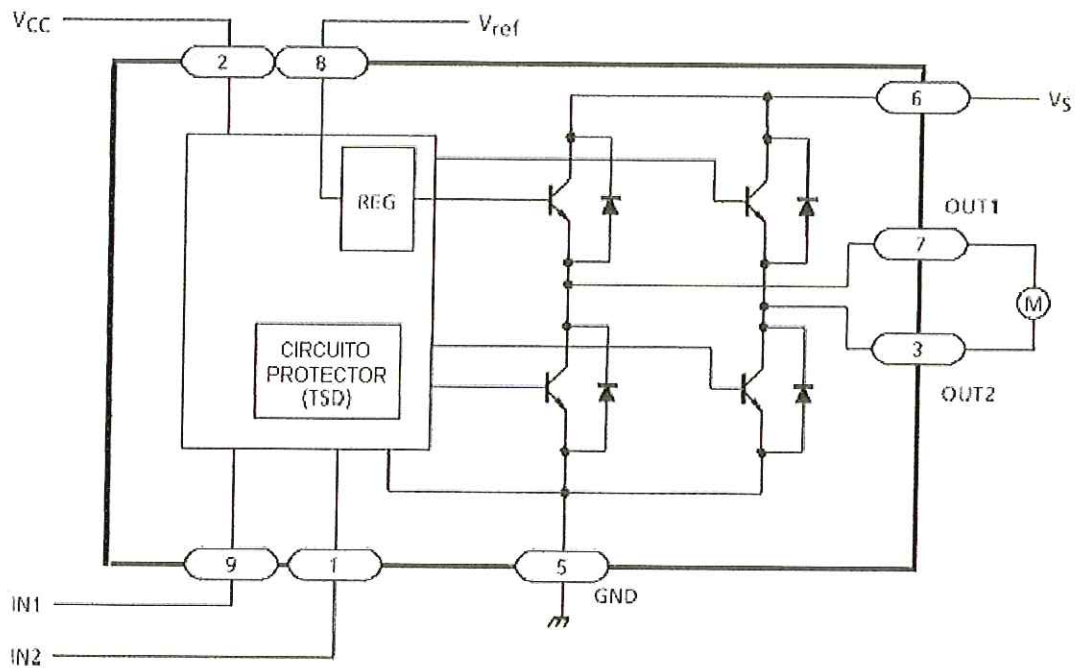 VCC
Vref
2
8
6
VS
REG
OUT1
7
M
CIRCUITO
PROTECTOR
(TSD)
3
OUT2
9
1
5
GND
IN1
IN2